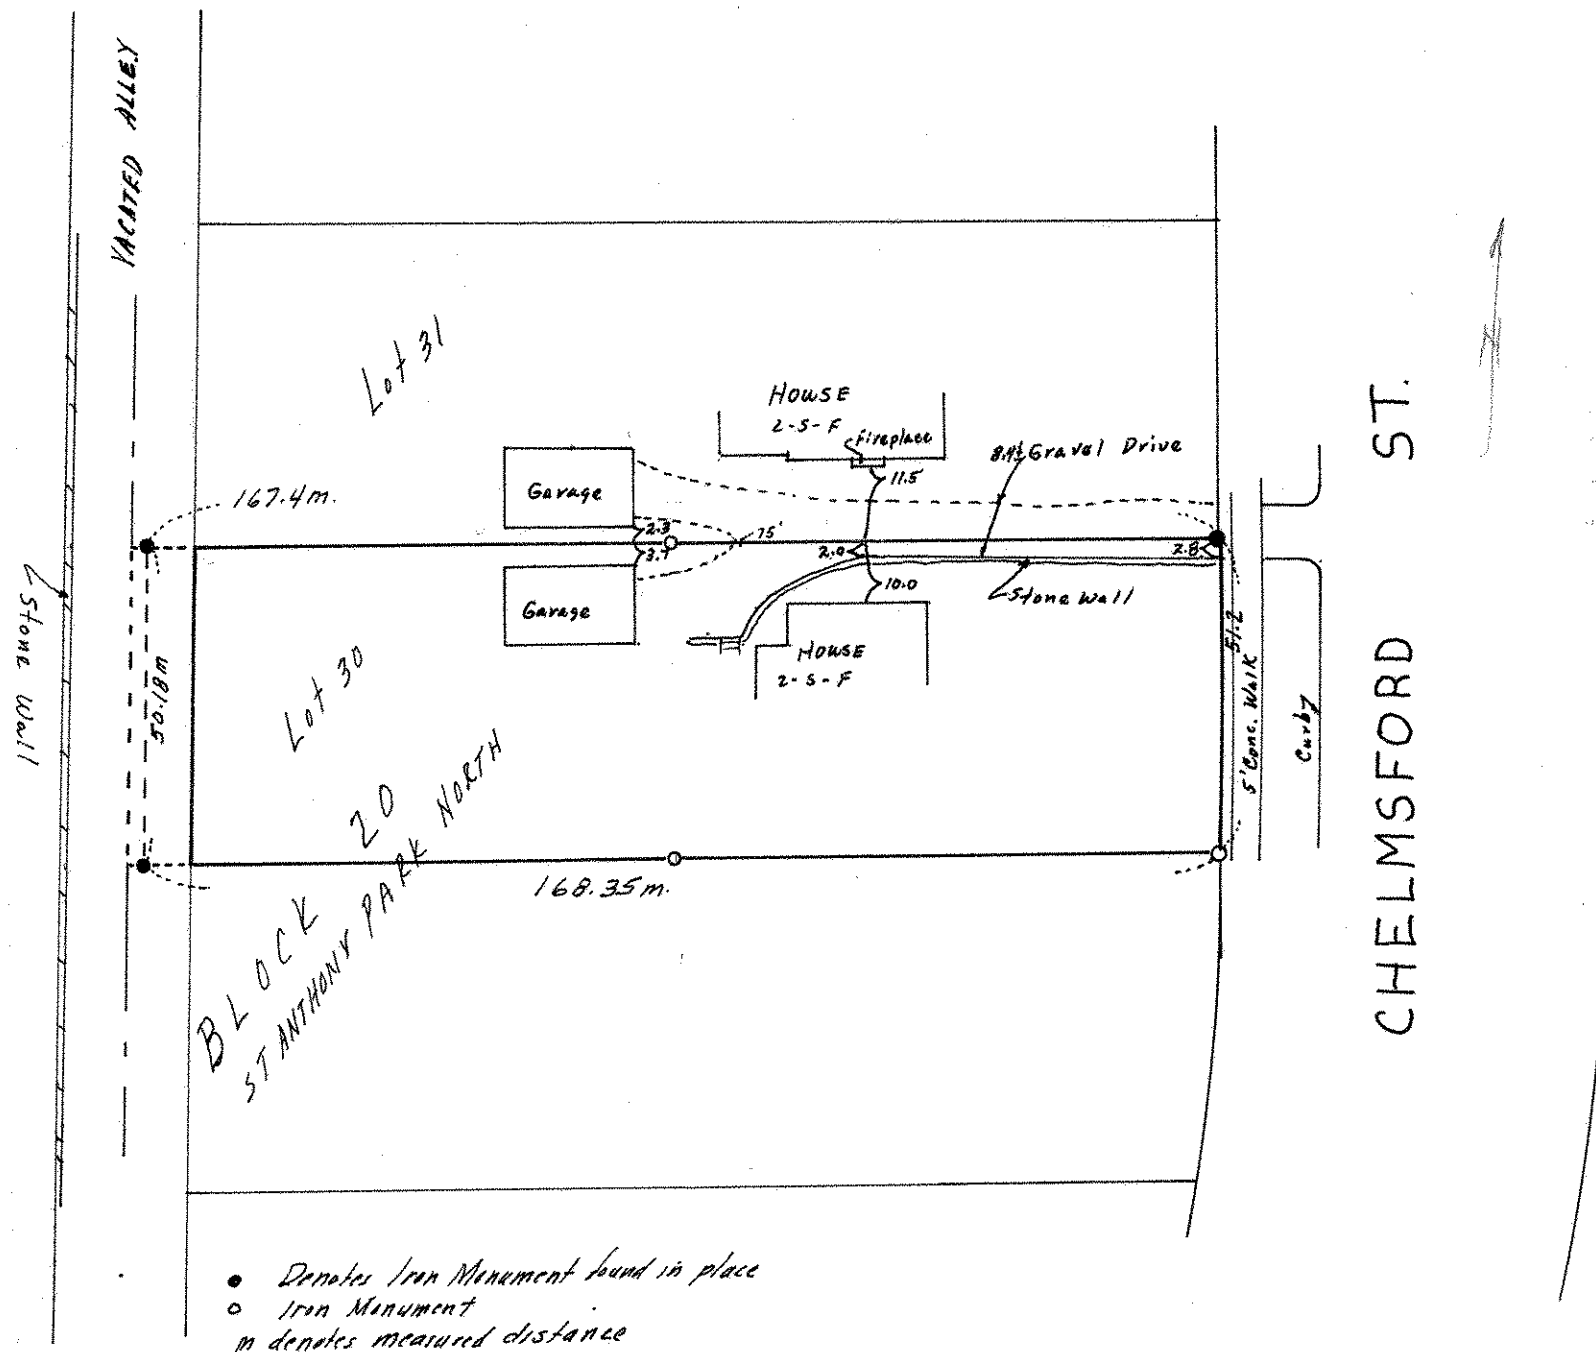 VACATED ALLEY
Lot 31
HOUSE
2-S-F
Fireplace
11.5
8.4± Gravel Drive
167.4m.
Garage
2.3
3.7
75'
2.0
2.8
10.0
Stone Wall
Garage
HOUSE
2-S-F
Stone Wall
50.18m
Lot 30
51.2
5' Conc. Walk
Curb
CHELMSFORD ST.
N
168.35m.
BLOCK 20
ST ANTHONY PARK NORTH
Denotes Iron Monument found in place
Iron Monument
m denotes measured distance